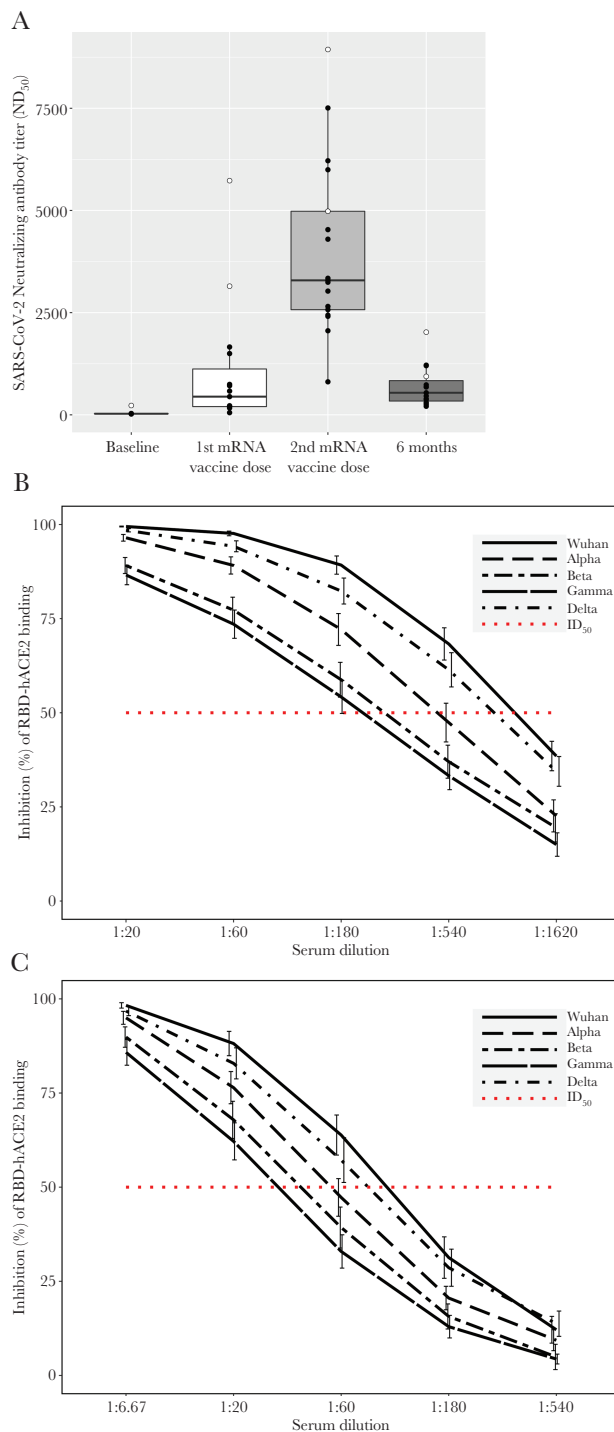 A
SARS-CoV-2 Neutralizing antibody titer (ND50)
7500
5000
2500
0
Baseline
1st mRNA
vaccine dose
2nd mRNA
vaccine dose
6 months
B
Inhibition (%) of RBD-hACE2 binding
100
75
50
25
0
Wuhan
Alpha
Beta
Gamma
Delta
ID50
1:20
1:60
1:180
1:540
1:1620
Serum dilution
C
Inhibition (%) of RBD-hACE2 binding
100
75
50
25
0
Wuhan
Alpha
Beta
Gamma
Delta
ID50
1:6.67
1:20
1:60
1:180
1:540
Serum dilution